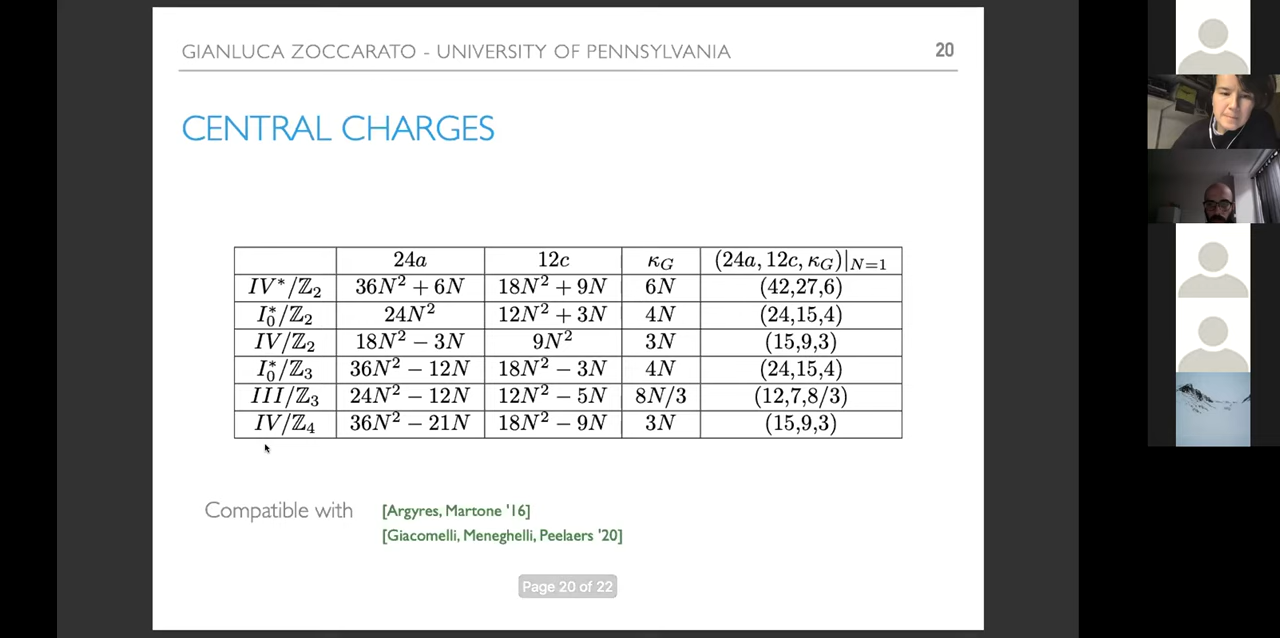 GIANLUCA ZOCCARATO - UNIVERSITY OF PENNSYLVANIA 20
CENTRAL CHARGES
24a 12c κ_G (24a, 12c, κ_G)|_{N=1}
IV*/ℤ₂ 36N² + 6N 18N² + 9N 6N (42,27,6)
I₀*/ℤ₂ 24N² 12N² + 3N 4N (24,15,4)
IV/ℤ₂ 18N² − 3N 9N² 3N (15,9,3)
I₀*/ℤ₃ 36N² − 12N 18N² − 3N 4N (24,15,4)
III/ℤ₃ 24N² − 12N 12N² − 5N 8N/3 (12,7,8/3)
IV/ℤ₄ 36N² − 21N 18N² − 9N 3N (15,9,3)
Compatible with [Argyres, Martone '16]
[Giacomelli, Meneghelli, Peelaers '20]
Page 20 of 22